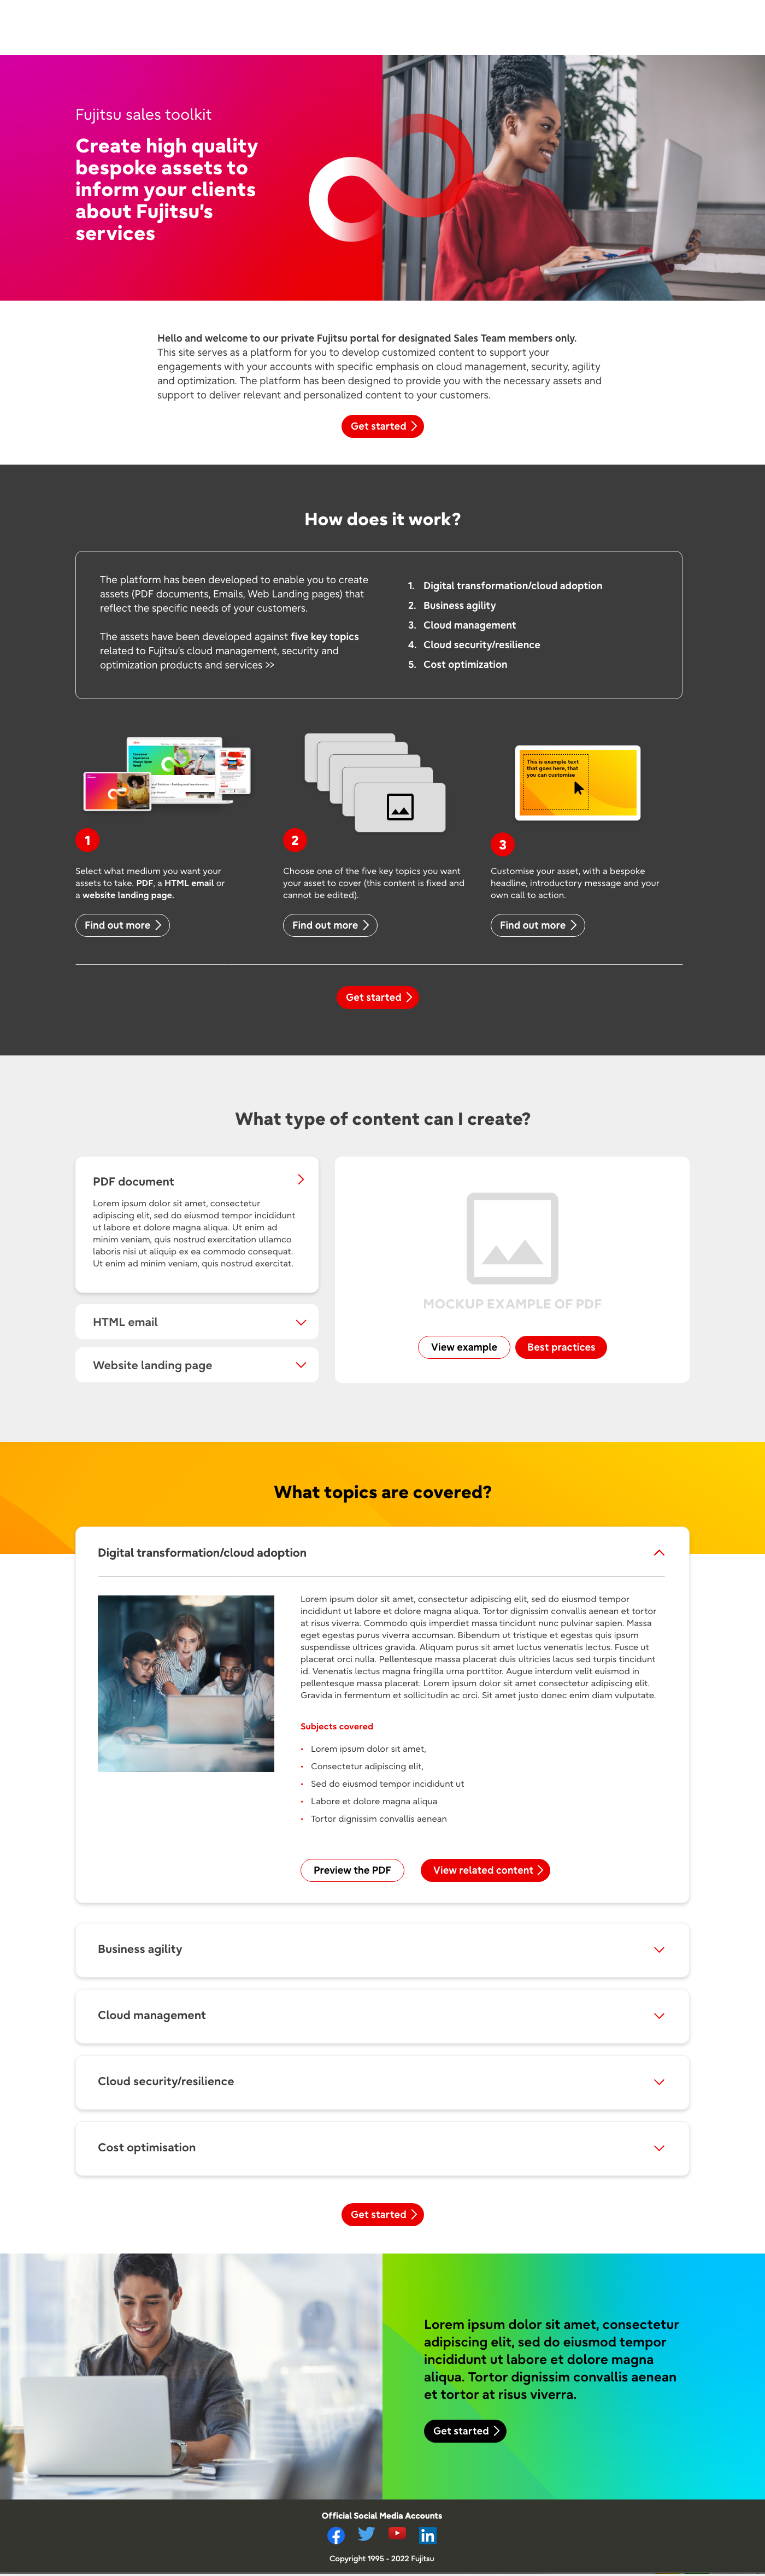 Fujitsu sales toolkit
Create high quality
bespoke assets to
inform your clients
about Fujitsu's
services
Hello and welcome to our private Fujitsu portal for designated Sales Team members only.
This site serves as a platform for you to develop customized content to support your
engagements with your accounts with specific emphasis on cloud management, security, agility
and optimization. The platform has been designed to provide you with the necessary assets and
support to deliver relevant and personalized content to your customers.
Get started
How does it work?
The platform has been developed to enable you to create
assets (PDF documents, Emails, Web Landing pages) that
reflect the specific needs of your customers.
The assets have been developed against five key topics
related to Fujitsu's cloud management, security and
optimization products and services >>
1. Digital transformation/cloud adoption
2. Business agility
3. Cloud management
4. Cloud security/resilience
5. Cost optimization
This is example text
that goes here, that
you can customise
1
2
3
Select what medium you want your
assets to take. PDF, a HTML email or
a website landing page.
Find out more
Choose one of the five key topics you want
your asset to cover (this content is fixed and
cannot be edited).
Find out more
Customise your asset, with a bespoke
headline, introductory message and your
own call to action.
Find out more
Get started
What type of content can I create?
PDF document
Lorem ipsum dolor sit amet, consectetur
adipiscing elit, sed do eiusmod tempor incididunt
ut labore et dolore magna aliqua. Ut enim ad
minim veniam, quis nostrud exercitation ullamco
laboris nisi ut aliquip ex ea commodo consequat.
Ut enim ad minim veniam, quis nostrud exercitat.
HTML email
Website landing page
MOCKUP EXAMPLE OF PDF
View example
Best practices
What topics are covered?
Digital transformation/cloud adoption
Lorem ipsum dolor sit amet, consectetur adipiscing elit, sed do eiusmod tempor
incididunt ut labore et dolore magna aliqua. Tortor dignissim convallis aenean et tortor
at risus viverra. Commodo quis imperdiet massa tincidunt nunc pulvinar sapien. Massa
eget egestas purus viverra accumsan. Bibendum ut tristique et egestas quis ipsum
suspendisse ultrices gravida. Aliquam purus sit amet luctus venenatis lectus. Fusce ut
placerat orci nulla. Pellentesque massa placerat duis ultricies lacus sed turpis tincidunt
id. Venenatis lectus magna fringilla urna porttitor. Augue interdum velit euismod in
pellentesque massa placerat. Lorem ipsum dolor sit amet consectetur adipiscing elit.
Gravida in fermentum et sollicitudin ac orci. Sit amet justo donec enim diam vulputate.
Subjects covered
• Lorem ipsum dolor sit amet,
• Consectetur adipiscing elit,
• Sed do eiusmod tempor incididunt ut
• Labore et dolore magna aliqua
• Tortor dignissim convallis aenean
Preview the PDF
View related content
Business agility
Cloud management
Cloud security/resilience
Cost optimisation
Get started
Lorem ipsum dolor sit amet, consectetur
adipiscing elit, sed do eiusmod tempor
incididunt ut labore et dolore magna
aliqua. Tortor dignissim convallis aenean
et tortor at risus viverra.
Get started
Official Social Media Accounts
Copyright 1995 - 2022 Fujitsu